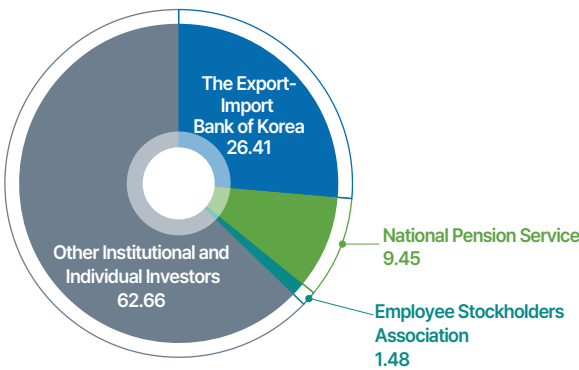 The Export-
Import
Bank of Korea
26.41
National Pension Service
9.45
Other Institutional and
Individual Investors
62.66
Employee Stockholders
Association
1.48